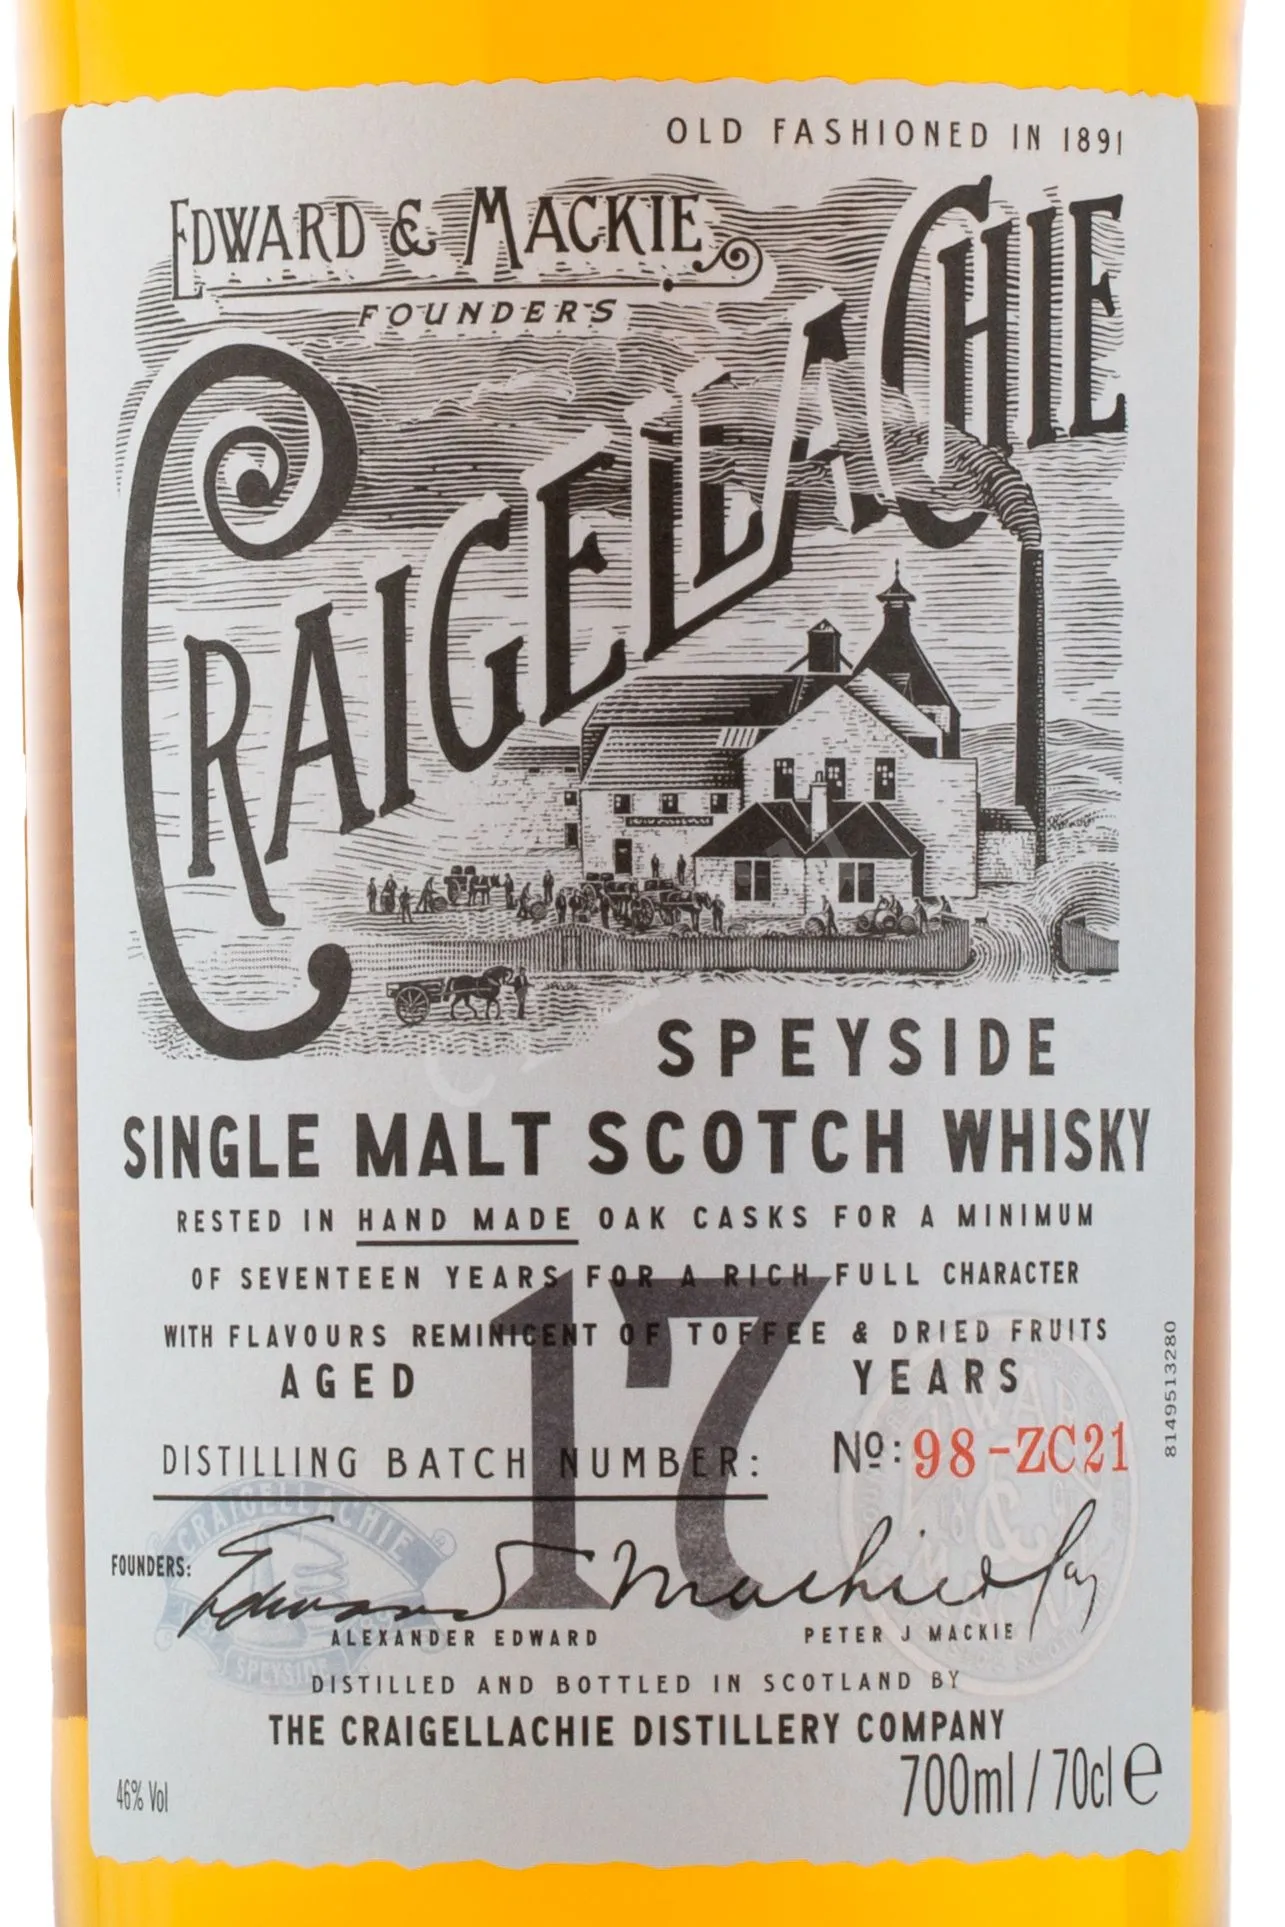 OLD FASHIONED IN 1891
EDWARD & MACKIE
FOUNDERS
CRAIGELLACHIE
SPEYSIDE
SINGLE MALT SCOTCH WHISKY
RESTED IN HAND MADE OAK CASKS FOR A MINIMUM
OF SEVENTEEN YEARS FOR A RICH FULL CHARACTER
WITH FLAVOURS REMINICENT OF TOFFEE & DRIED FRUITS
AGED 17 YEARS
8149513280
DISTILLING BATCH NUMBER: Nº: 98-ZC21
CRAIGELLACHIE
SPEYSIDE
FOUNDERS: Edward Mackie
ALEXANDER EDWARD PETER J MACKIE
DISTILLED AND BOTTLED IN SCOTLAND BY
THE CRAIGELLACHIE DISTILLERY COMPANY
46% Vol
700ml / 70cl e